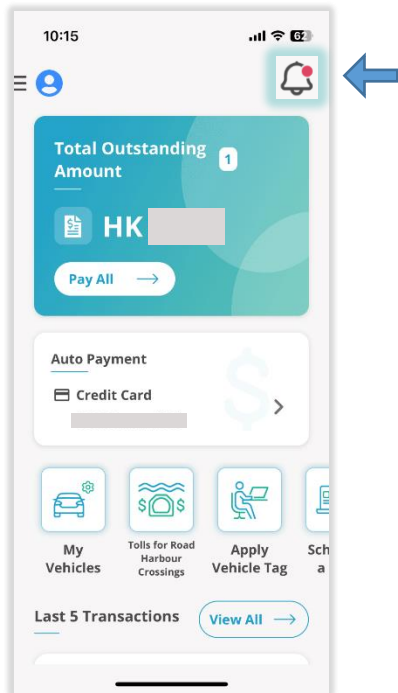 10:15
62
Total Outstanding
Amount
1
HK
Pay All
Auto Payment
Credit Card
My
Vehicles
Tolls for Road
Harbour
Crossings
Apply
Vehicle Tag
Sch
a
Last 5 Transactions
View All